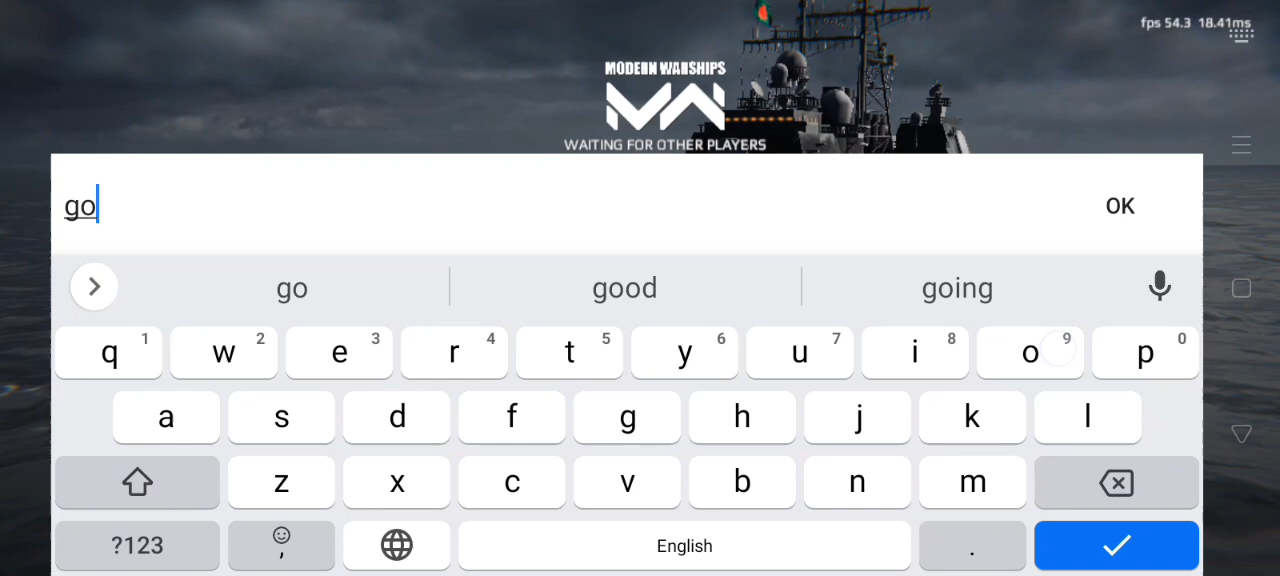 fps 54.3 18.41ms
MODERN WARSHIPS
WAITING FOR OTHER PLAYERS
go
OK
go good going
q 1 w 2 e 3 r 4 t 5 y 6 u 7 i 8 o 9 p 0
a s d f g h j k l
z x c v b n m
?123 , English .